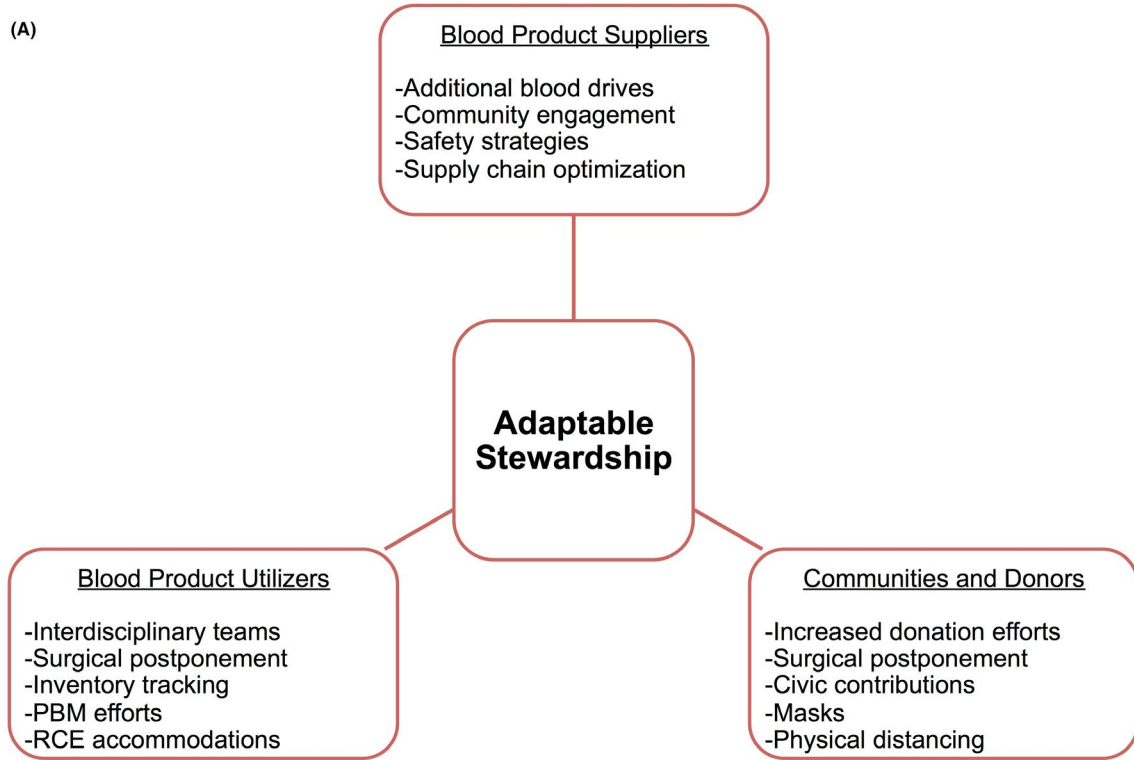 (A)
Blood Product Suppliers
-Additional blood drives
-Community engagement
-Safety strategies
-Supply chain optimization
Adaptable
Stewardship
Blood Product Utilizers
-Interdisciplinary teams
-Surgical postponement
-Inventory tracking
-PBM efforts
-RCE accommodations
Communities and Donors
-Increased donation efforts
-Surgical postponement
-Civic contributions
-Masks
-Physical distancing